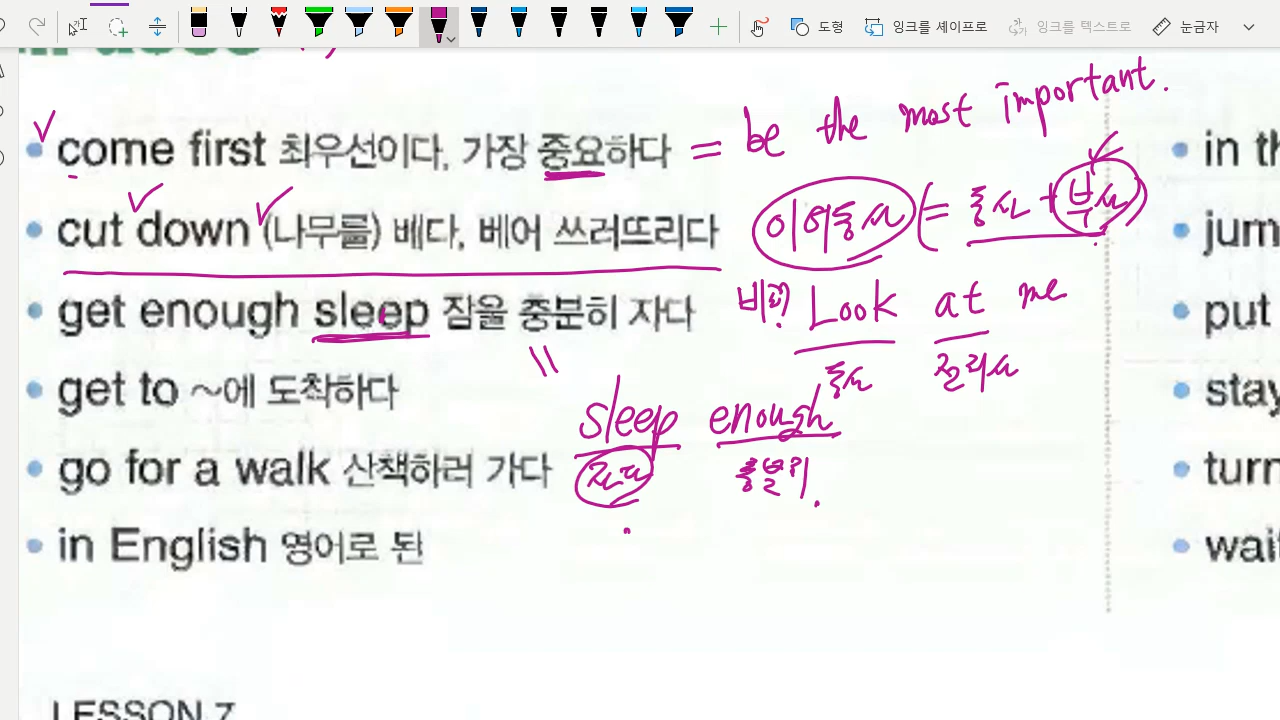 도형 잉크를 셰이프로 잉크를 텍스트로 눈금자
come first 최우선이다, 가장 중요하다 = be the most important.
cut down (나무를) 베다, 베어 쓰러뜨리다 이어동사 (= 동사 + 부사)
get enough sleep 잠을 충분히 자다 비교? Look at me
동사 전치사
get to ~에 도착하다 sleep enough
go for a walk 산책하러 가다 잔다 충분히.
in English 영어로 된
in th
jum
put
stay
turn
wai
LESSON 7